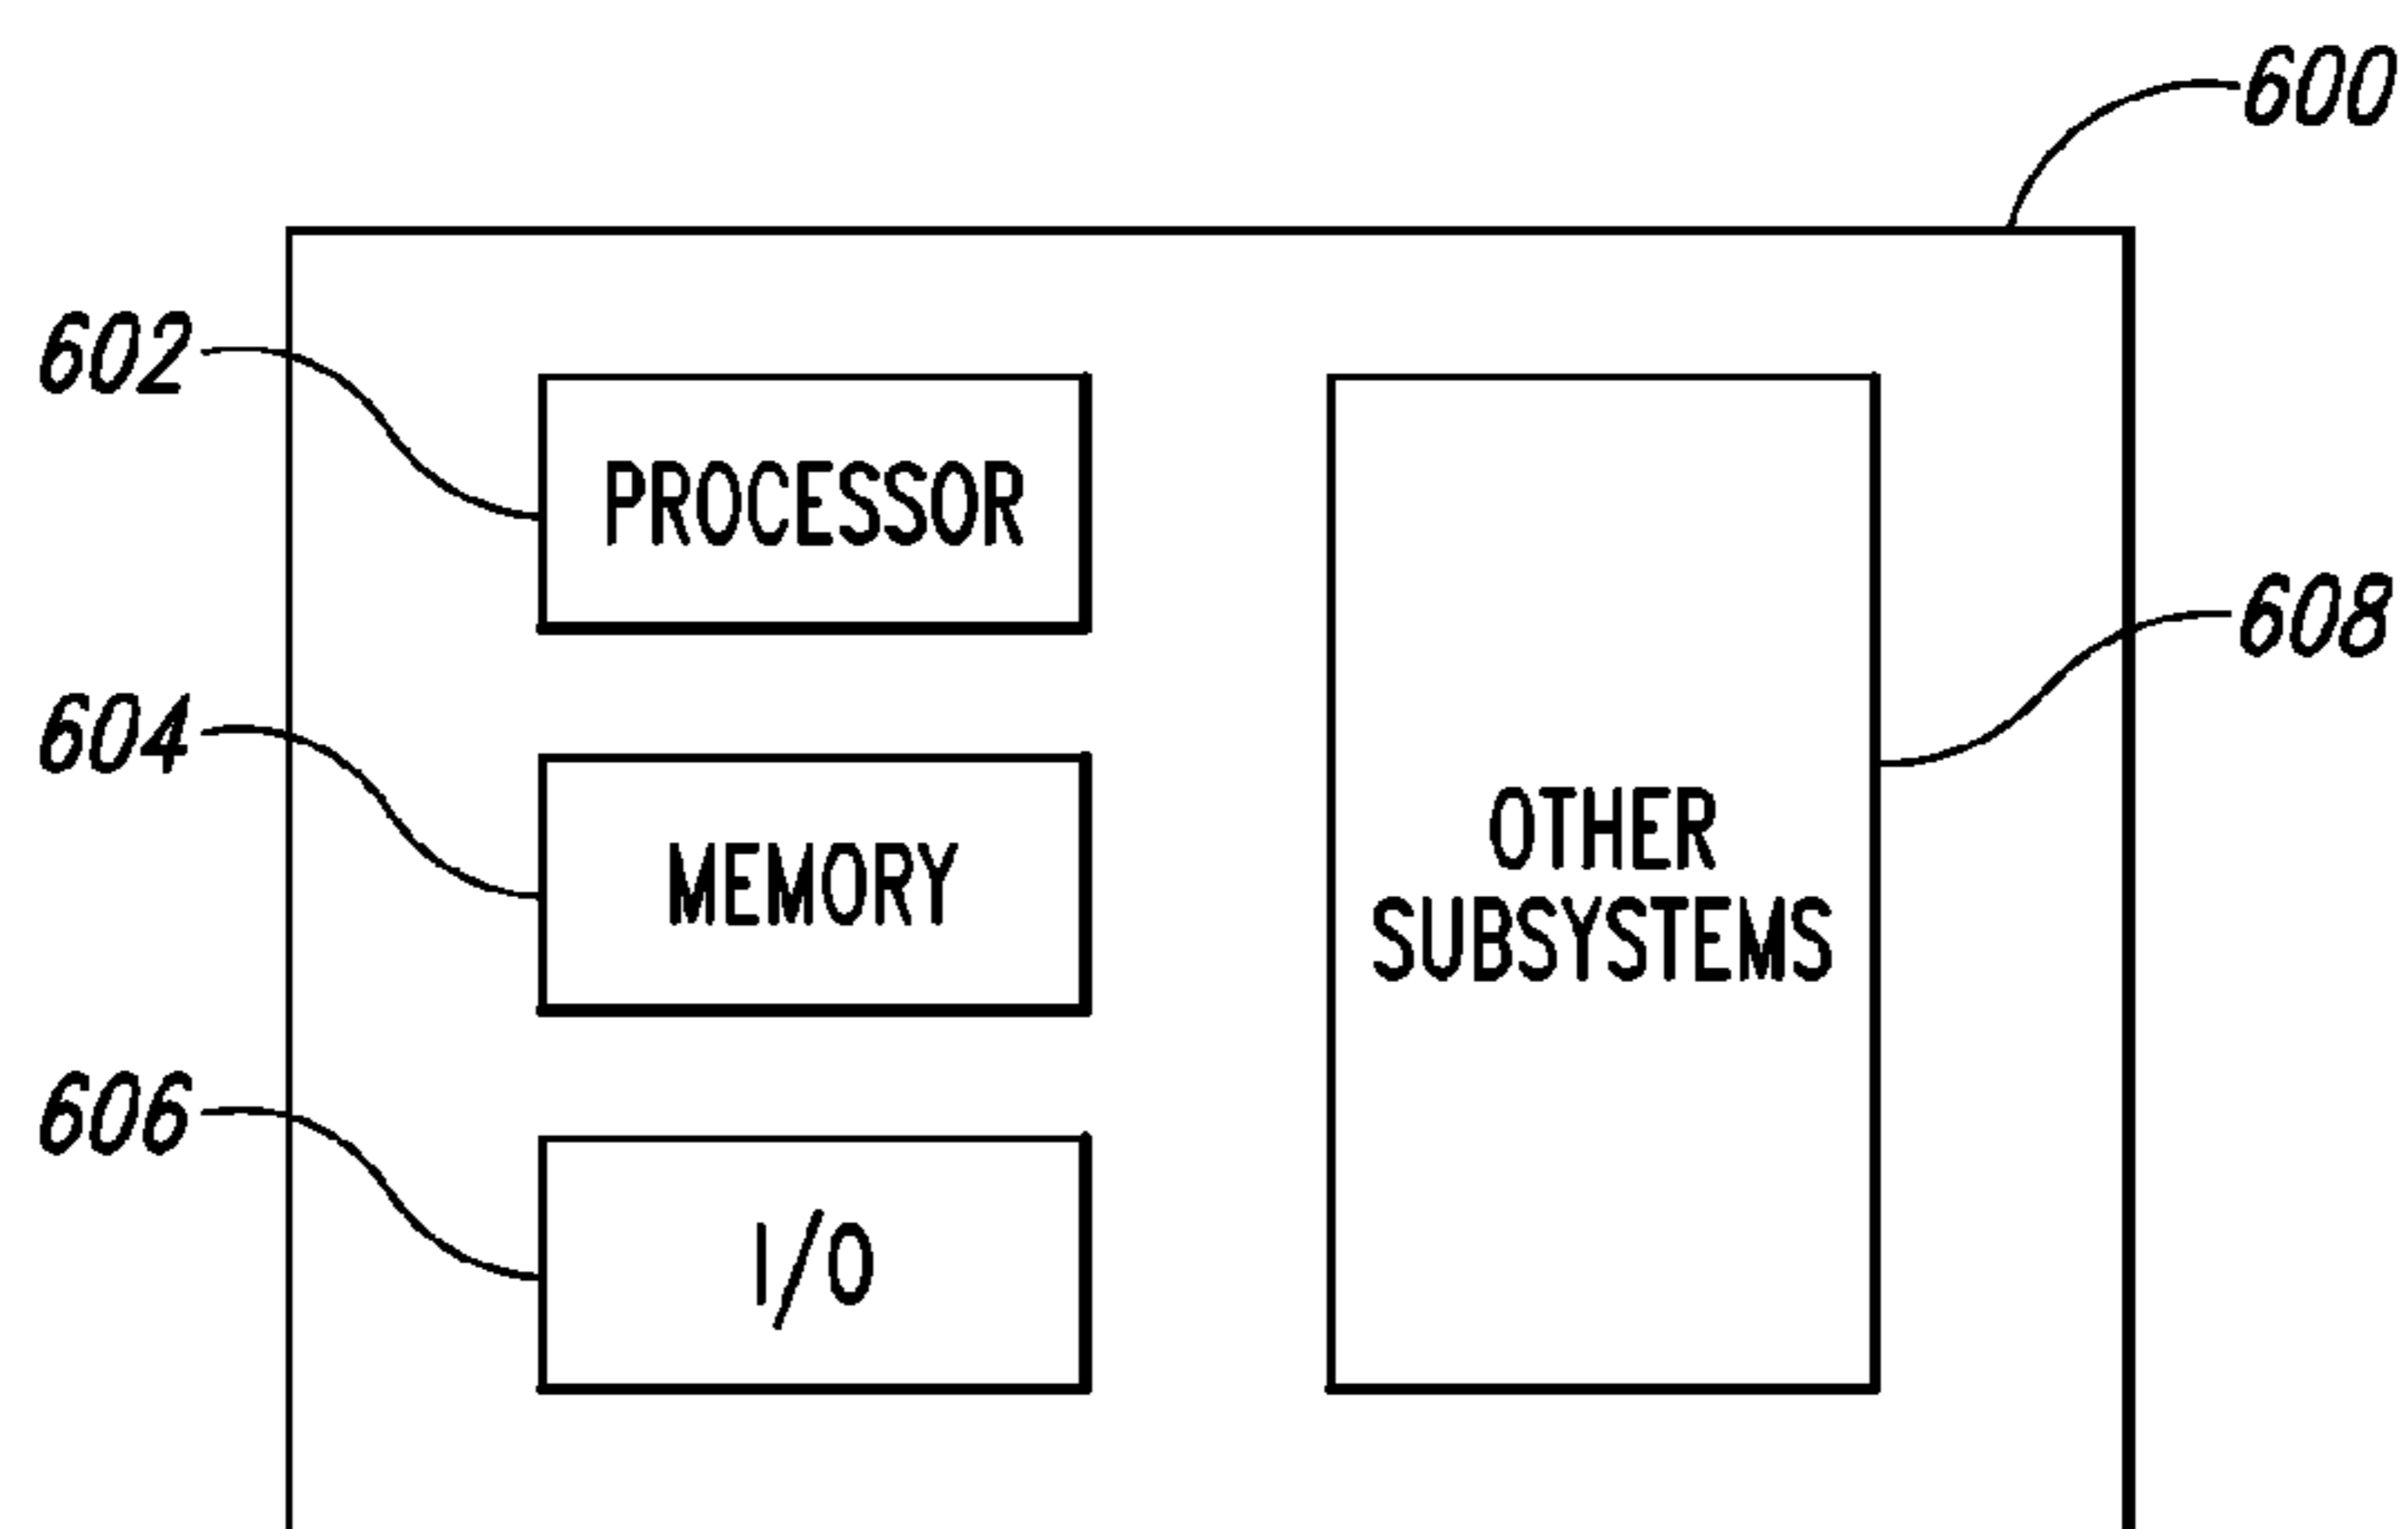 600
602
PROCESSOR
608
604
OTHER
MEMORY
SUBSYSTEMS
606
I/O